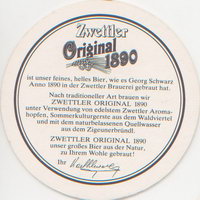 Zwettler
Original
1890
ist unser feines, helles Bier, wie es Georg Schwarz
Anno 1890 in der Zwettler Brauerei gebraut hat.
Nach traditioneller Art brauen wir
ZWETTLER ORIGINAL 1890
unter Verwendung von edelstem Zwettler Aroma-
hopfen, Sommerkulturgerste aus dem Waldviertel
und mit dem naturbelassenen Quellwasser
aus dem Zigeunerbründl.
ZWETTLER ORIGINAL 1890
unser großes Bier aus der Natur,
zu Ihrem Wohle gebraut!
Ihr